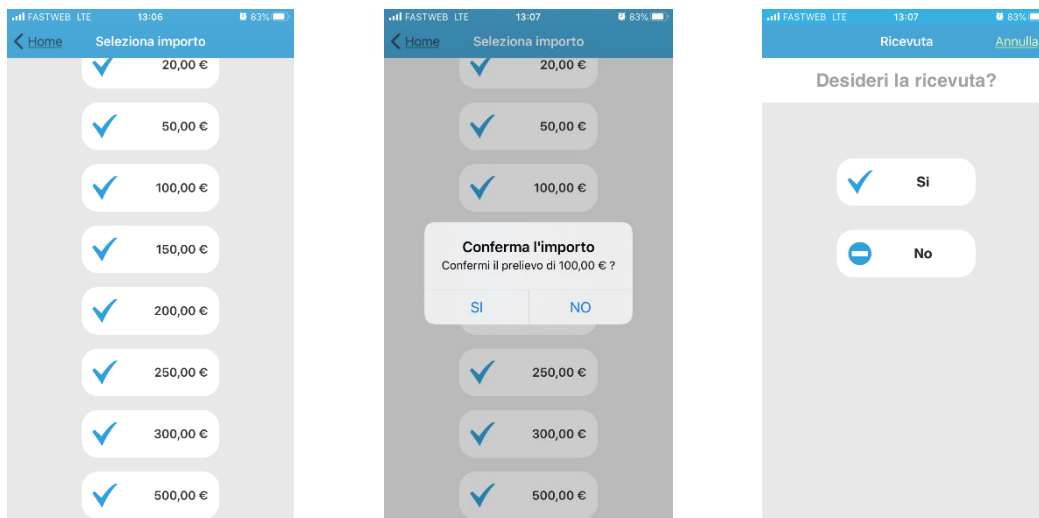 FASTWEB LTE 13:06 83%
Home Seleziona importo
20,00 €
50,00 €
100,00 €
150,00 €
200,00 €
250,00 €
300,00 €
500,00 €
FASTWEB LTE 13:07 83%
Home Seleziona importo
20,00 €
50,00 €
100,00 €
Conferma l'importo
Confermi il prelievo di 100,00 € ?
SI NO
250,00 €
300,00 €
500,00 €
FASTWEB LTE 13:07 83%
Ricevuta Annulla
Desideri la ricevuta?
Si
No